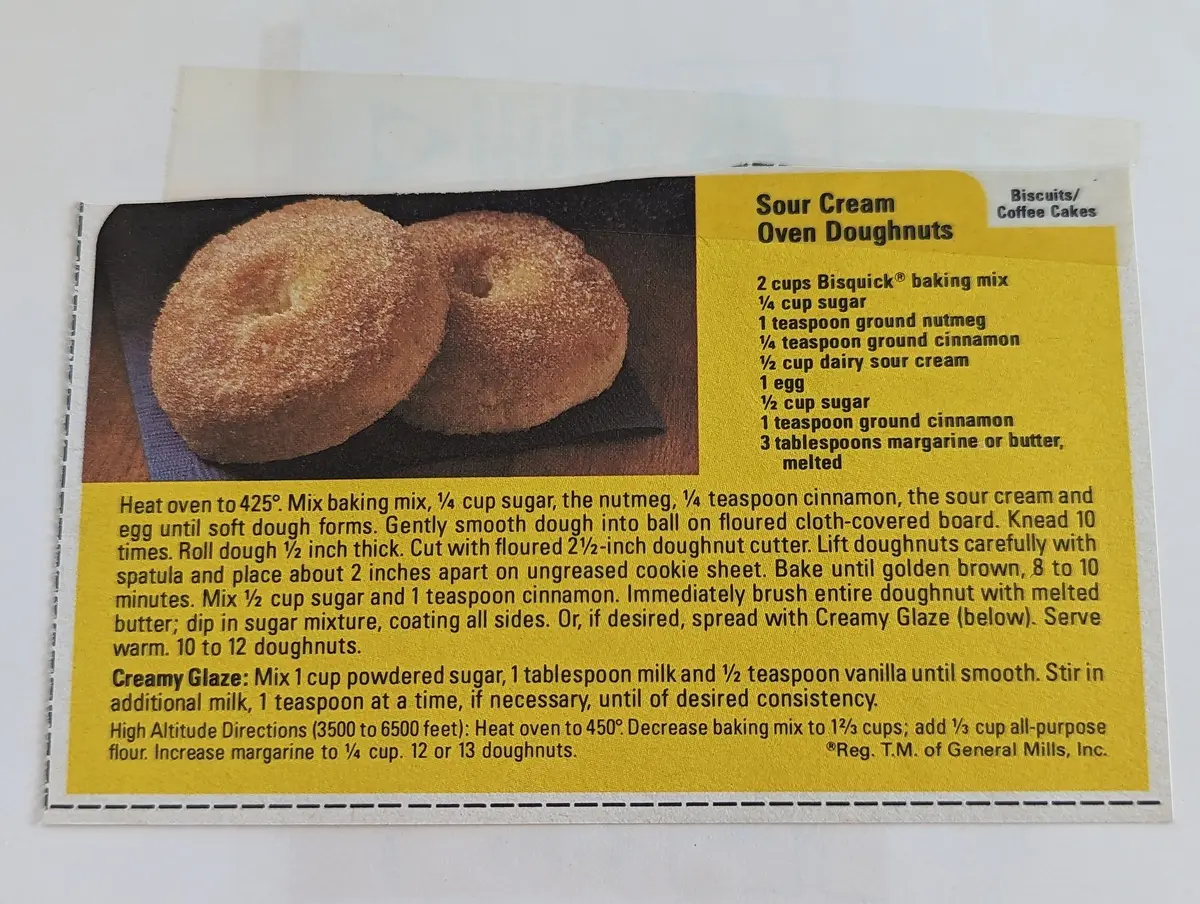 Sour Cream
Oven Doughnuts
Biscuits/
Coffee Cakes
2 cups Bisquick® baking mix
¼ cup sugar
1 teaspoon ground nutmeg
¼ teaspoon ground cinnamon
½ cup dairy sour cream
1 egg
½ cup sugar
1 teaspoon ground cinnamon
3 tablespoons margarine or butter,
melted
Heat oven to 425°. Mix baking mix, ¼ cup sugar, the nutmeg, ¼ teaspoon cinnamon, the sour cream and
egg until soft dough forms. Gently smooth dough into ball on floured cloth-covered board. Knead 10
times. Roll dough ½ inch thick. Cut with floured 2½-inch doughnut cutter. Lift doughnuts carefully with
spatula and place about 2 inches apart on ungreased cookie sheet. Bake until golden brown, 8 to 10
minutes. Mix ½ cup sugar and 1 teaspoon cinnamon. Immediately brush entire doughnut with melted
butter; dip in sugar mixture, coating all sides. Or, if desired, spread with Creamy Glaze (below). Serve
warm. 10 to 12 doughnuts.
Creamy Glaze: Mix 1 cup powdered sugar, 1 tablespoon milk and ½ teaspoon vanilla until smooth. Stir in
additional milk, 1 teaspoon at a time, if necessary, until of desired consistency.
High Altitude Directions (3500 to 6500 feet): Heat oven to 450°. Decrease baking mix to 1⅔ cups; add ⅓ cup all-purpose
flour. Increase margarine to ¼ cup. 12 or 13 doughnuts.
®Reg. T.M. of General Mills, Inc.